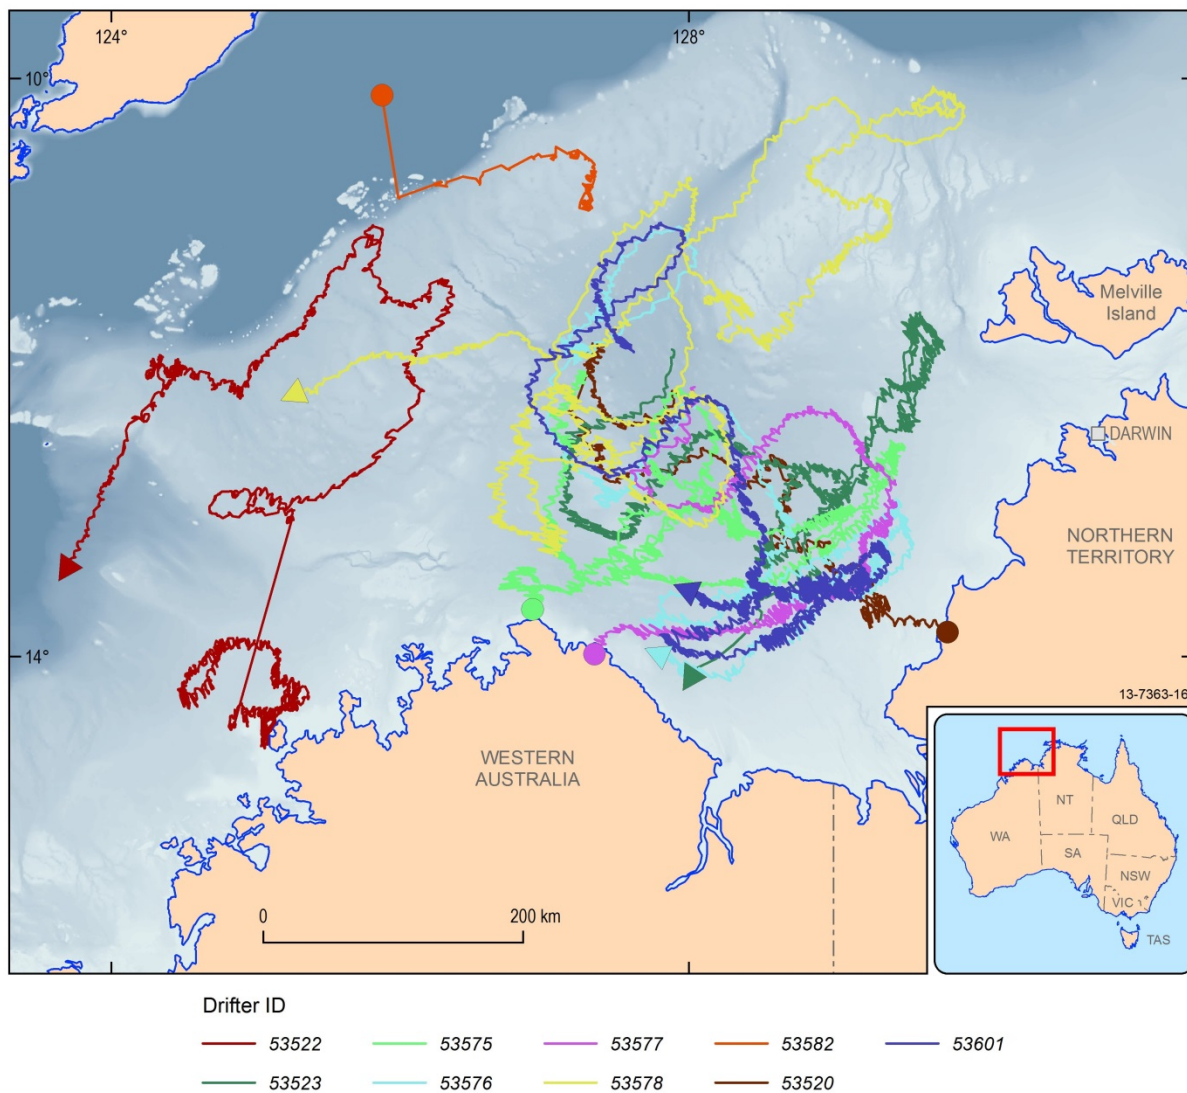 124°
128°
10°
Melville
Island
DARWIN
NORTHERN
TERRITORY
14°
13-7363-16
WESTERN
AUSTRALIA
0 200 km
NT
QLD
WA
SA
NSW
VIC
TAS
Drifter ID
53522 53575 53577 53582 53601
53523 53576 53578 53520